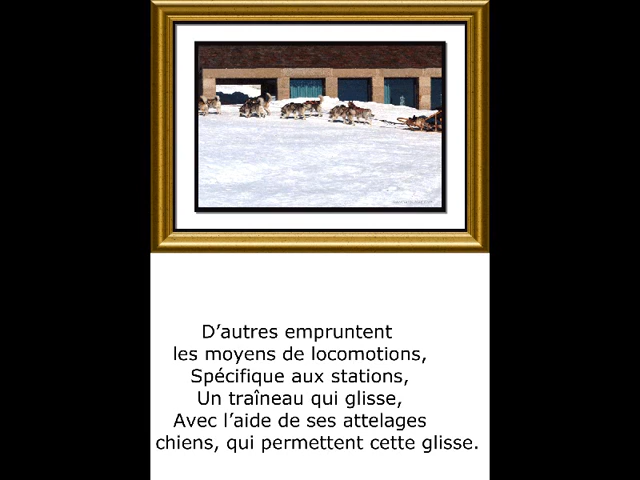 D’autres empruntent
les moyens de locomotions,
Spécifique aux stations,
Un traîneau qui glisse,
Avec l’aide de ses attelages
chiens, qui permettent cette glisse.